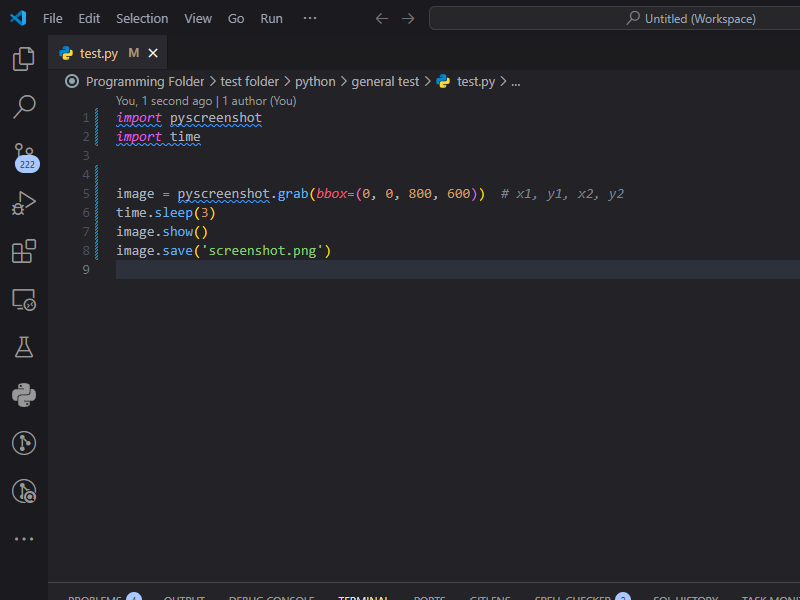 File Edit Selection View Go Run ··· Untitled (Workspace)
test.py M
Programming Folder > test folder > python > general test > test.py > ...
You, 1 second ago | 1 author (You)
1 import pyscreenshot
2 import time
3
4
5 image = pyscreenshot.grab(bbox=(0, 0, 800, 600)) # x1, y1, x2, y2
6 time.sleep(3)
7 image.show()
8 image.save('screenshot.png')
9
222
PROBLEMS 4 OUTPUT DEBUG CONSOLE TERMINAL PORTS GITLENS SPELL CHECKER 2 SQL HISTORY TASK MONI